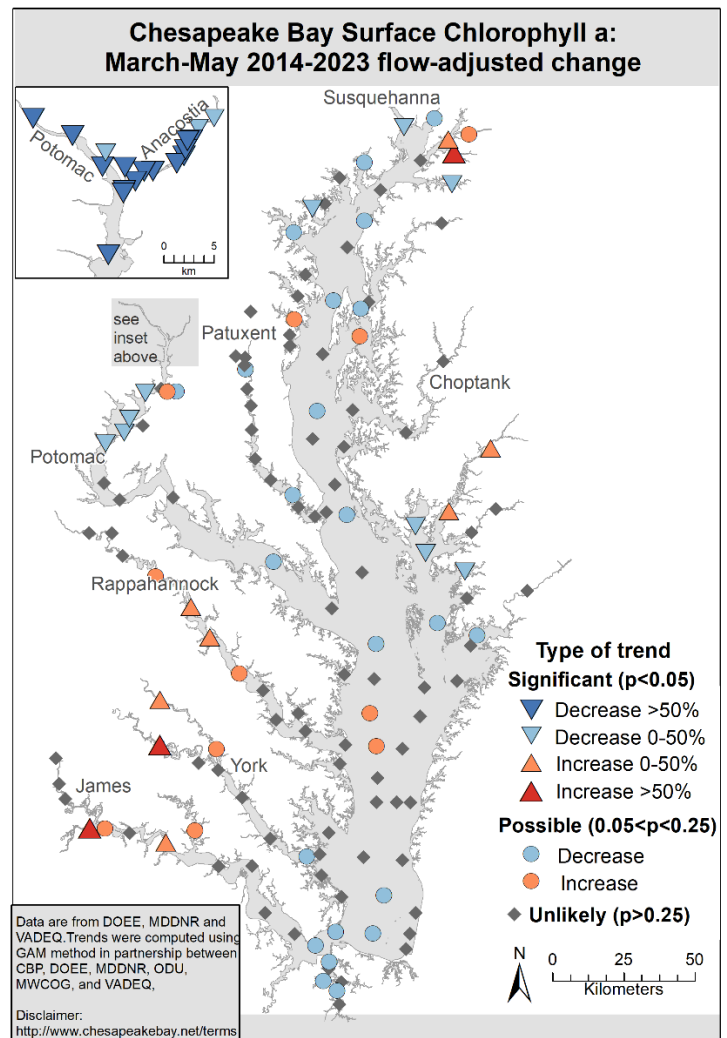 Chesapeake Bay Surface Chlorophyll a:
March-May 2014-2023 flow-adjusted change
Susquehanna
Potomac
Anacostia
0 5
km
see
inset
above
Patuxent
Choptank
Potomac
Rappahannock
York
James
Type of trend
Significant (p<0.05)
Decrease >50%
Decrease 0-50%
Increase 0-50%
Increase >50%
Possible (0.05<p<0.25)
Decrease
Increase
Unlikely (p>0.25)
N
0 25 50
Kilometers
Data are from DOEE, MDDNR and
VADEQ.Trends were computed using
GAM method in partnership between
CBP, DOEE, MDDNR, ODU,
MWCOG, and VADEQ,
Disclaimer:
http://www.chesapeakebay.net/terms